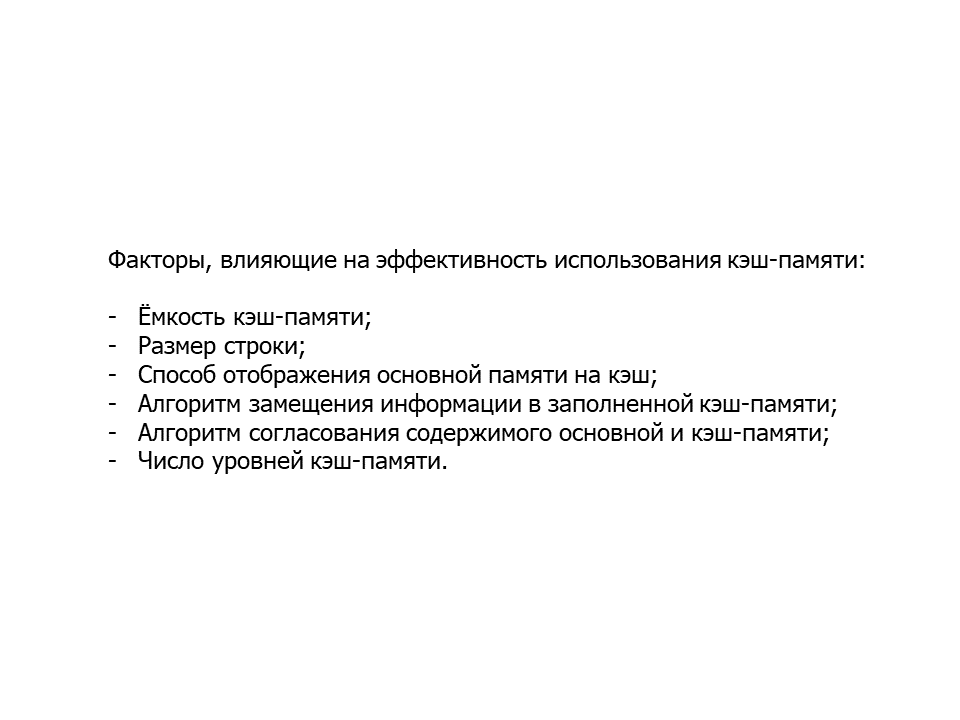 Факторы, влияющие на эффективность использования кэш-памяти:
- Ёмкость кэш-памяти;
- Размер строки;
- Способ отображения основной памяти на кэш;
- Алгоритм замещения информации в заполненной кэш-памяти;
- Алгоритм согласования содержимого основной и кэш-памяти;
- Число уровней кэш-памяти.